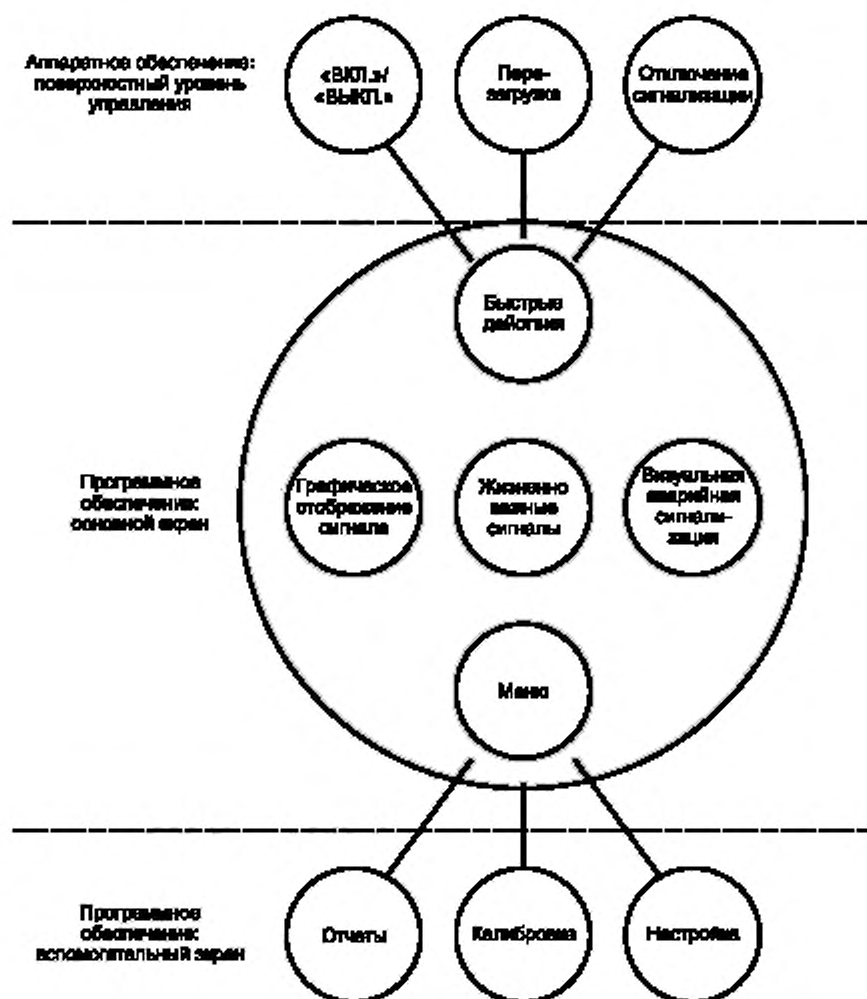 Аппаратное обеспечение:
поверхностный уровень
управления
«ВКЛ.»/
«ВЫКЛ.»
Пере-
загрузка
Отключение
сигнализации
Быстрые
действия
Программное
обеспечение:
основной экран
Графическое
отображение
сигнала
Жизненно
важные
сигналы
Визуальная
аварийная
сигнали-
зация
Меню
Программное
обеспечение:
вспомогательный экран
Отчеты
Калибровка
Настройка